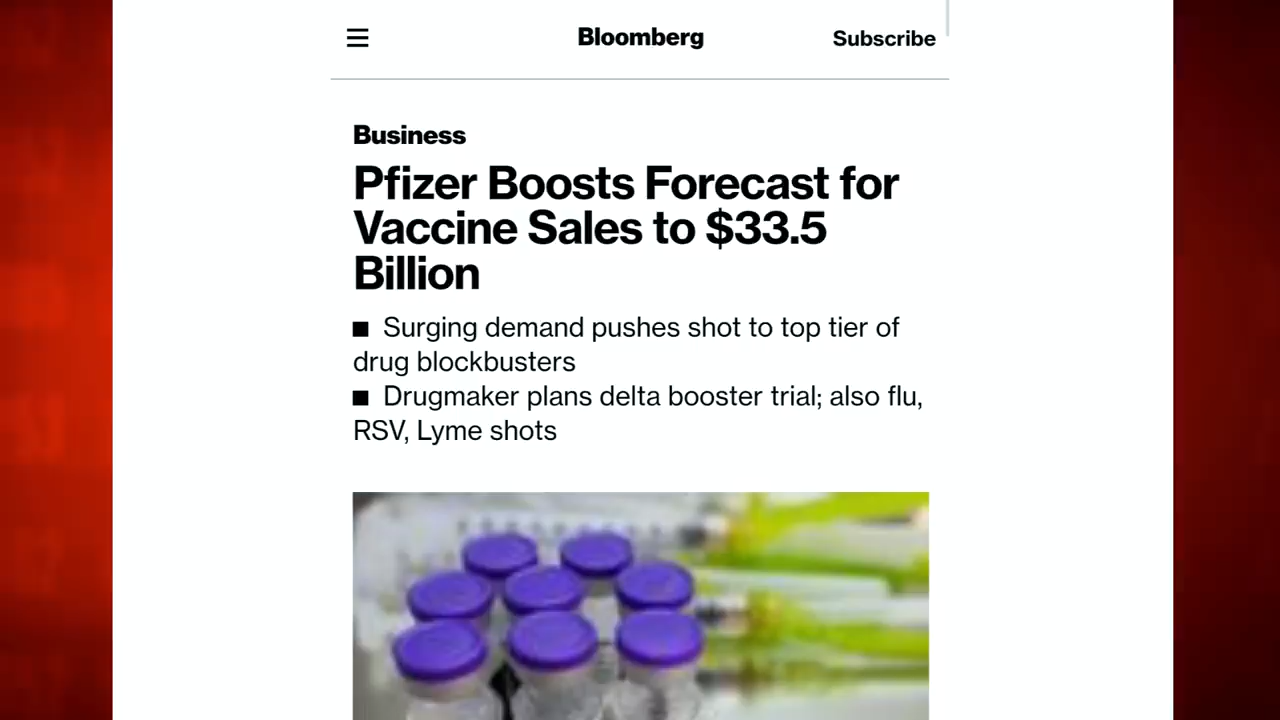 Bloomberg
Subscribe
Business
Pfizer Boosts Forecast for
Vaccine Sales to $33.5
Billion
■ Surging demand pushes shot to top tier of
drug blockbusters
■ Drugmaker plans delta booster trial; also flu,
RSV, Lyme shots